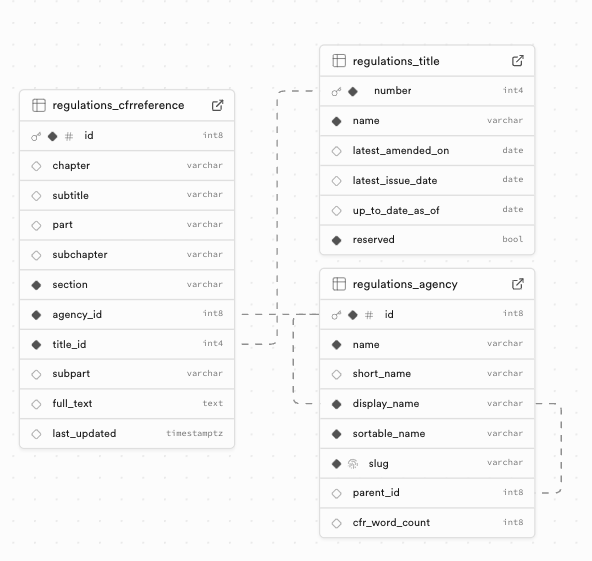 regulations_cfrreference
# id int8
chapter varchar
subtitle varchar
part varchar
subchapter varchar
section varchar
agency_id int8
title_id int4
subpart varchar
full_text text
last_updated timestamptz
regulations_title
number int4
name varchar
latest_amended_on date
latest_issue_date date
up_to_date_as_of date
reserved bool
regulations_agency
# id int8
name varchar
short_name varchar
display_name varchar
sortable_name varchar
slug varchar
parent_id int8
cfr_word_count int8